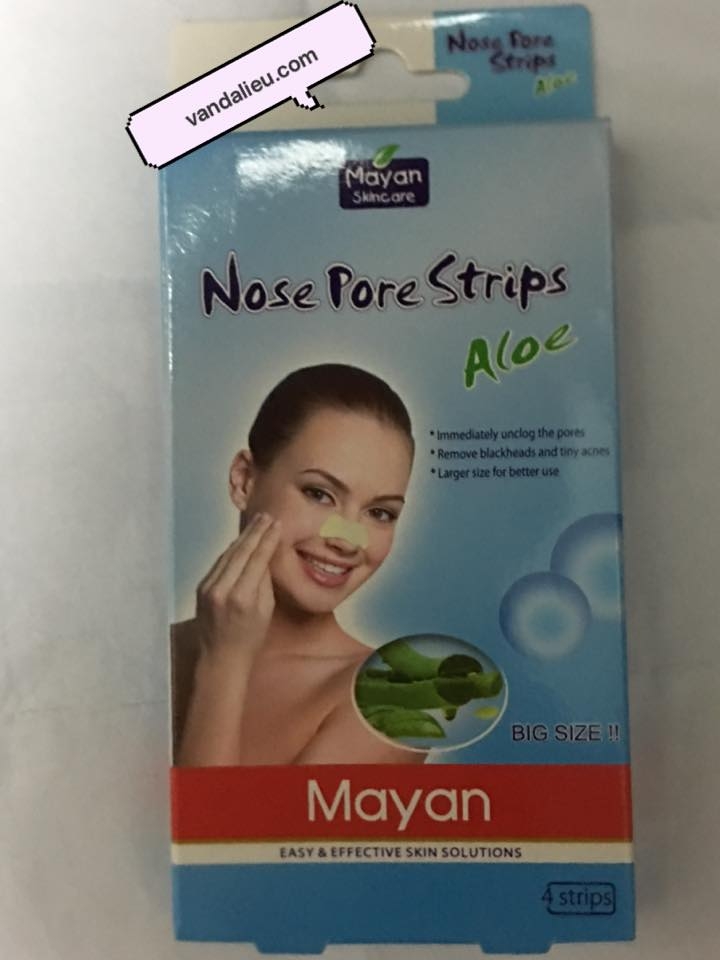 vandalieu.com
Nose Pore
Strips
Aloe
Mayan
Skincare
Nose Pore Strips
Aloe
* Immediately unclog the pores
* Remove blackheads and tiny acnes
* Larger size for better use
BIG SIZE !!
Mayan
EASY & EFFECTIVE SKIN SOLUTIONS
4 strips